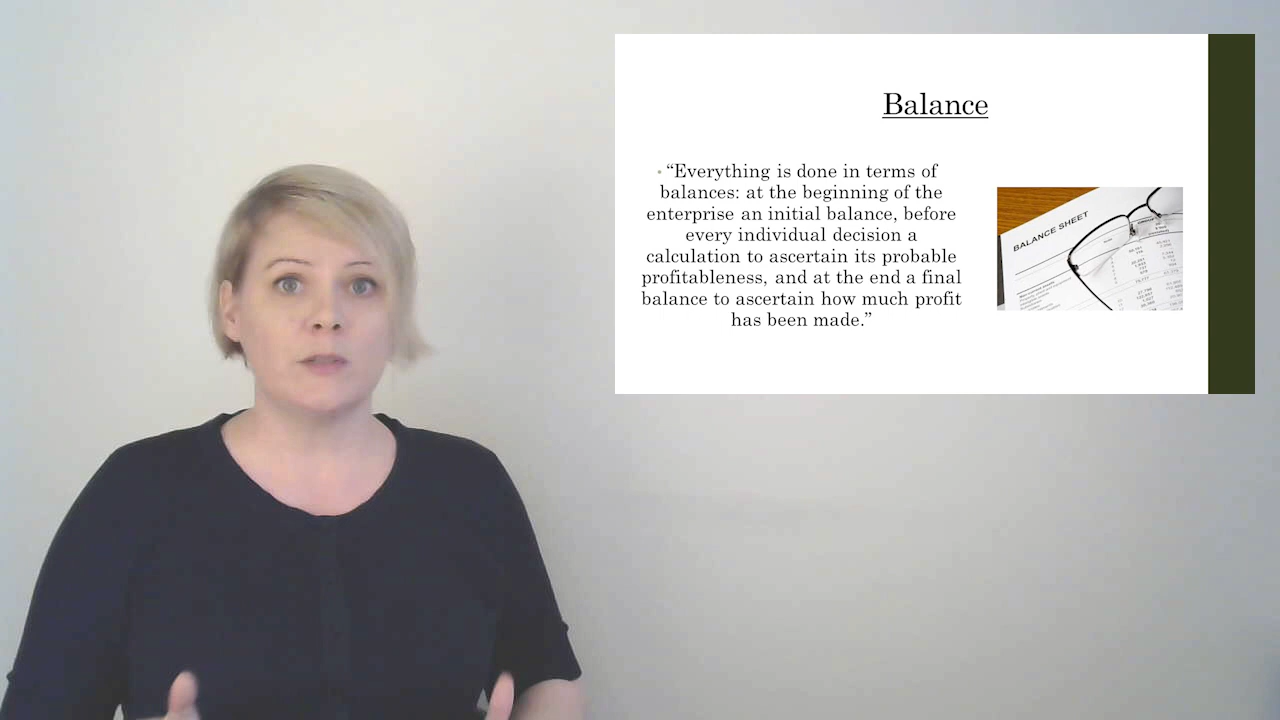 Balance
“Everything is done in terms of
balances: at the beginning of the
enterprise an initial balance, before
every individual decision a
calculation to ascertain its probable
profitableness, and at the end a final
balance to ascertain how much profit
has been made.”
BALANCE SHEET